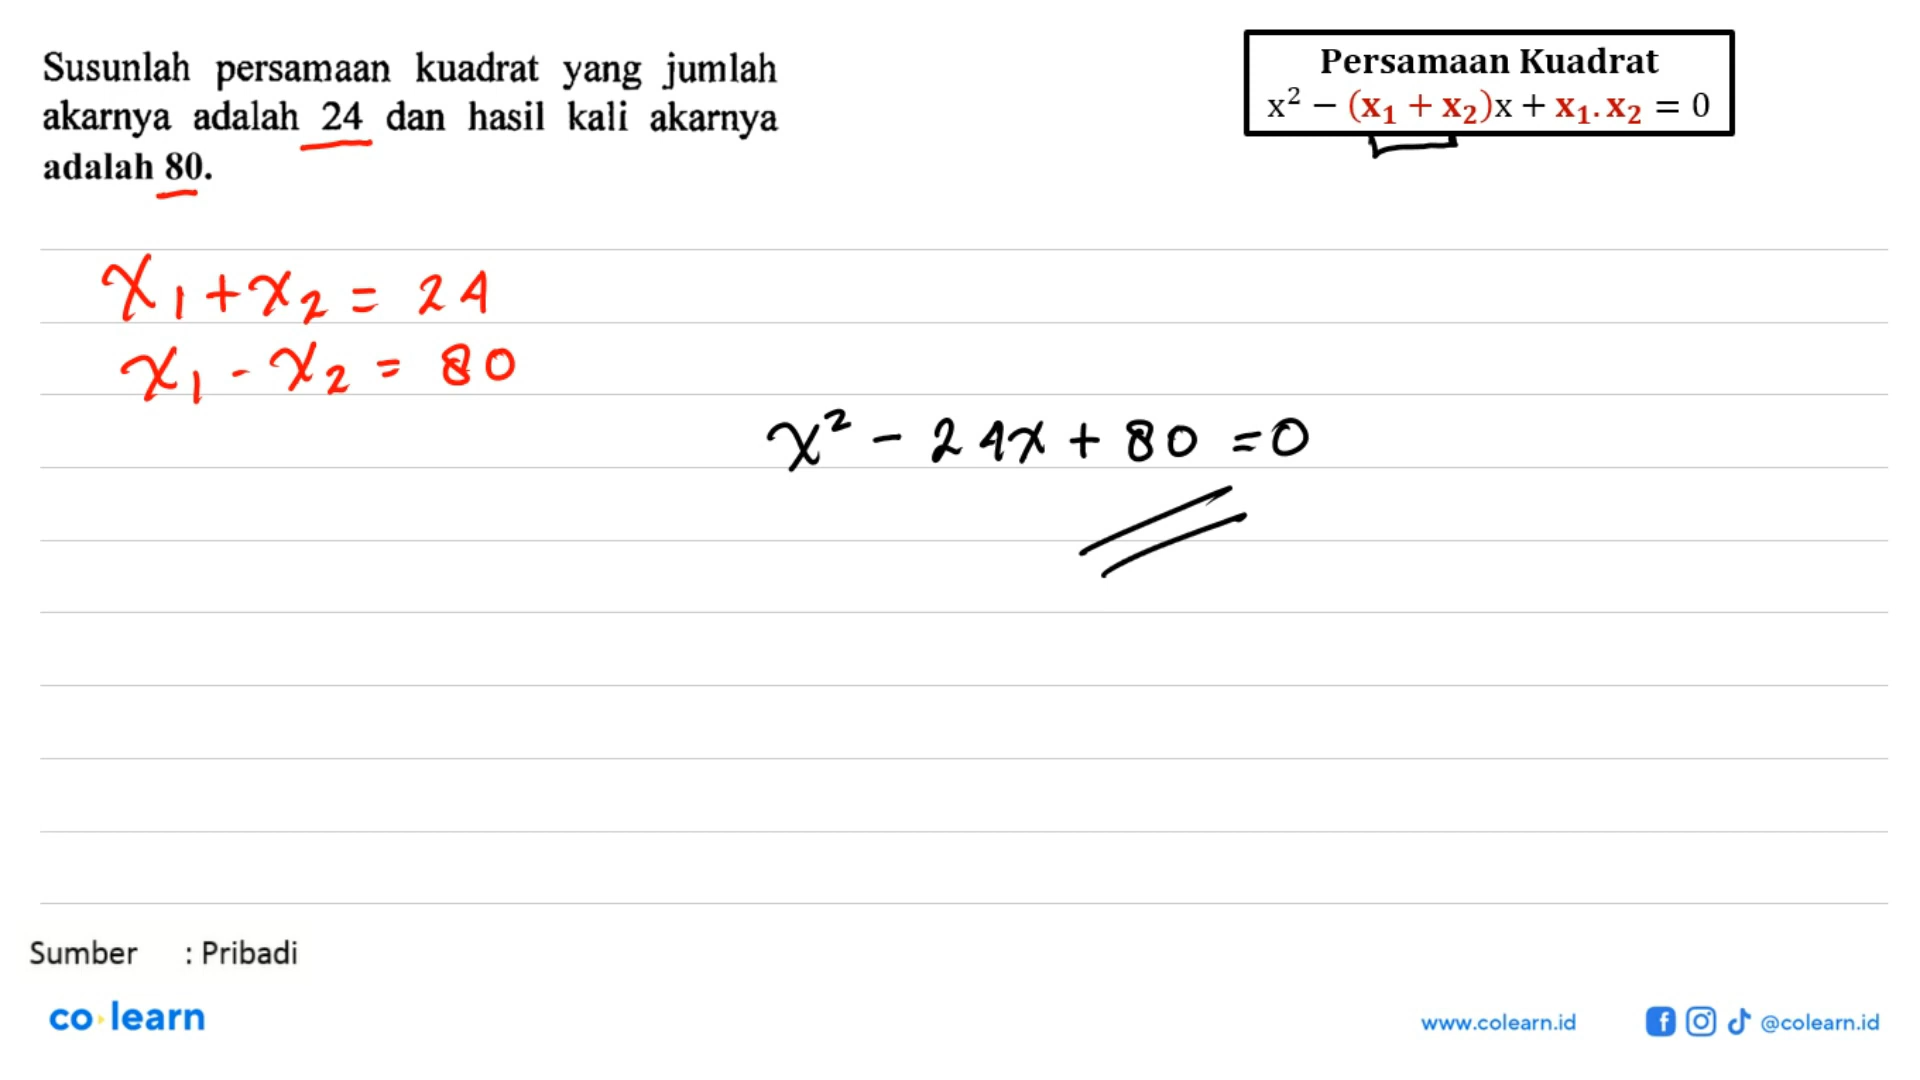 Susunlah persamaan kuadrat yang jumlah
akarnya adalah 24 dan hasil kali akarnya
adalah 80.
Persamaan Kuadrat
x² − (x₁ + x₂)x + x₁. x₂ = 0
x₁ + x₂ = 24
x₁ - x₂ = 80
x² - 24x + 80 = 0
Sumber : Pribadi
co learn
www.colearn.id
@colearn.id